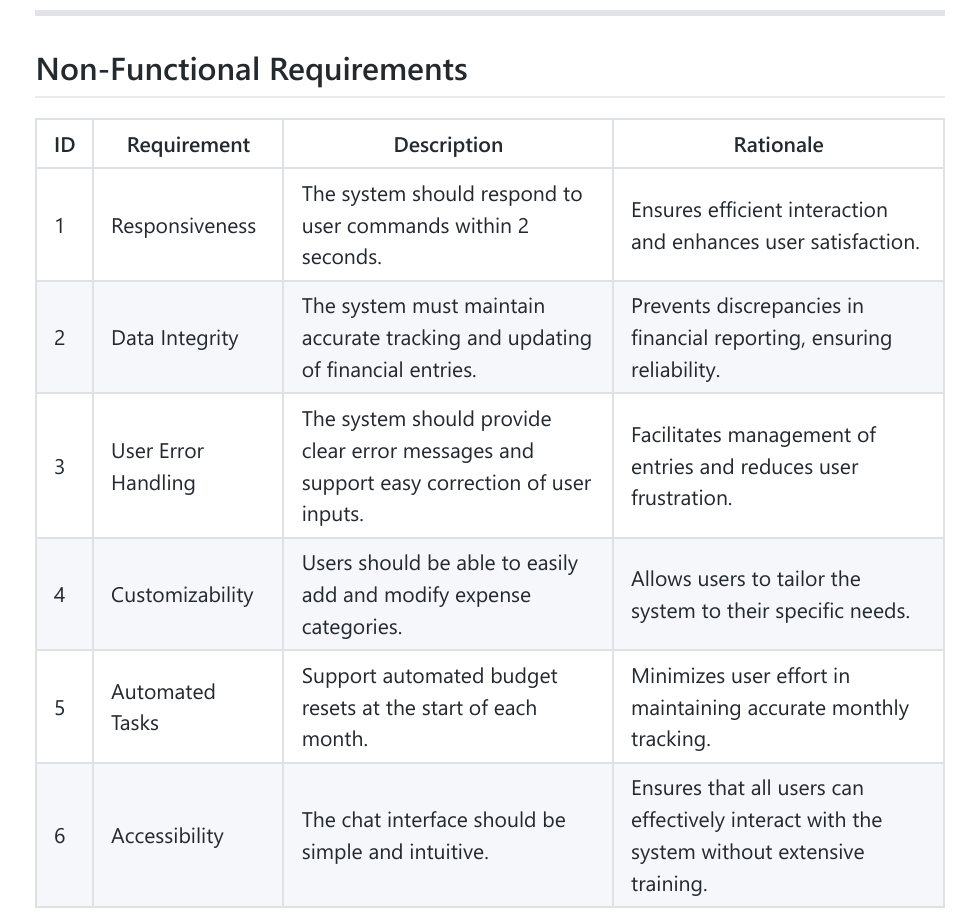 Non-Functional Requirements
ID Requirement Description Rationale
1 Responsiveness
The system should respond to
user commands within 2
seconds.
Ensures efficient interaction
and enhances user satisfaction.
2 Data Integrity
The system must maintain
accurate tracking and updating
of financial entries.
Prevents discrepancies in
financial reporting, ensuring
reliability.
3
User Error
Handling
The system should provide
clear error messages and
support easy correction of user
inputs.
Facilitates management of
entries and reduces user
frustration.
4 Customizability
Users should be able to easily
add and modify expense
categories.
Allows users to tailor the
system to their specific needs.
5
Automated
Tasks
Support automated budget
resets at the start of each
month.
Minimizes user effort in
maintaining accurate monthly
tracking.
6 Accessibility
The chat interface should be
simple and intuitive.
Ensures that all users can
effectively interact with the
system without extensive
training.